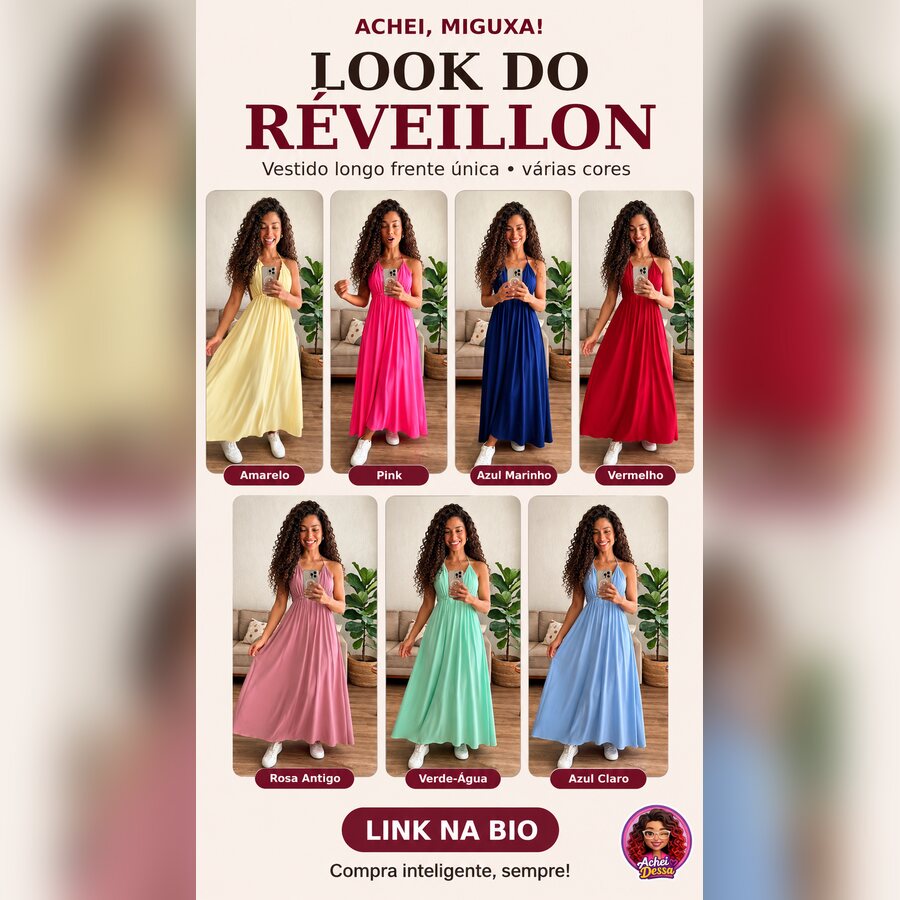 ACHEI, MIGUXA!
LOOK DO
RÉVEILLON
Vestido longo frente única • várias cores
Amarelo
Pink
Azul Marinho
Vermelho
Rosa Antigo
Verde-Água
Azul Claro
LINK NA BIO
Compra inteligente, sempre!
Achei
Dessa